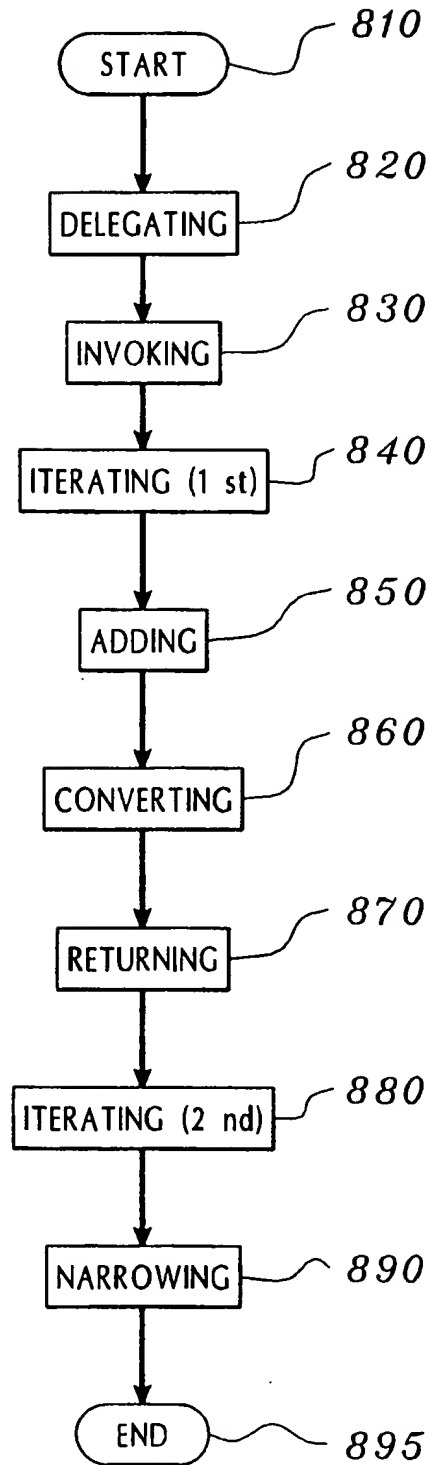 810
START
820
DELEGATING
830
INVOKING
840
ITERATING (1 st)
850
ADDING
860
CONVERTING
870
RETURNING
880
ITERATING (2 nd)
890
NARROWING
END
895